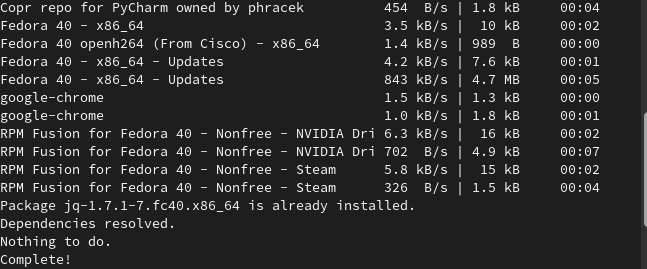 Copr repo for PyCharm owned by phracek          454  B/s | 1.8 kB     00:04
Fedora 40 - x86_64                              3.5 kB/s |  10 kB     00:02
Fedora 40 openh264 (From Cisco) - x86_64        1.4 kB/s | 989  B     00:00
Fedora 40 - x86_64 - Updates                    4.2 kB/s | 7.6 kB     00:01
Fedora 40 - x86_64 - Updates                    843 kB/s | 4.7 MB     00:05
google-chrome                                   1.5 kB/s | 1.3 kB     00:00
google-chrome                                   1.0 kB/s | 1.8 kB     00:01
RPM Fusion for Fedora 40 - Nonfree - NVIDIA Dri 6.3 kB/s |  16 kB     00:02
RPM Fusion for Fedora 40 - Nonfree - NVIDIA Dri 702  B/s | 4.9 kB     00:07
RPM Fusion for Fedora 40 - Nonfree - Steam      5.8 kB/s |  15 kB     00:02
RPM Fusion for Fedora 40 - Nonfree - Steam      326  B/s | 1.5 kB     00:04
Package jq-1.7.1-7.fc40.x86_64 is already installed.
Dependencies resolved.
Nothing to do.
Complete!